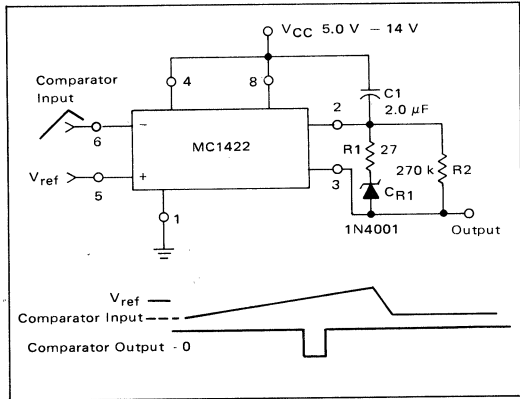 VCC 5.0 V – 14 V
Comparator
Input
4
8
C1
2.0 μF
2
6
–
MC1422
R1
27
270 k
R2
Vref
5
+
3
CR1
1
1N4001
Output
Vref
Comparator Input
Comparator Output - 0